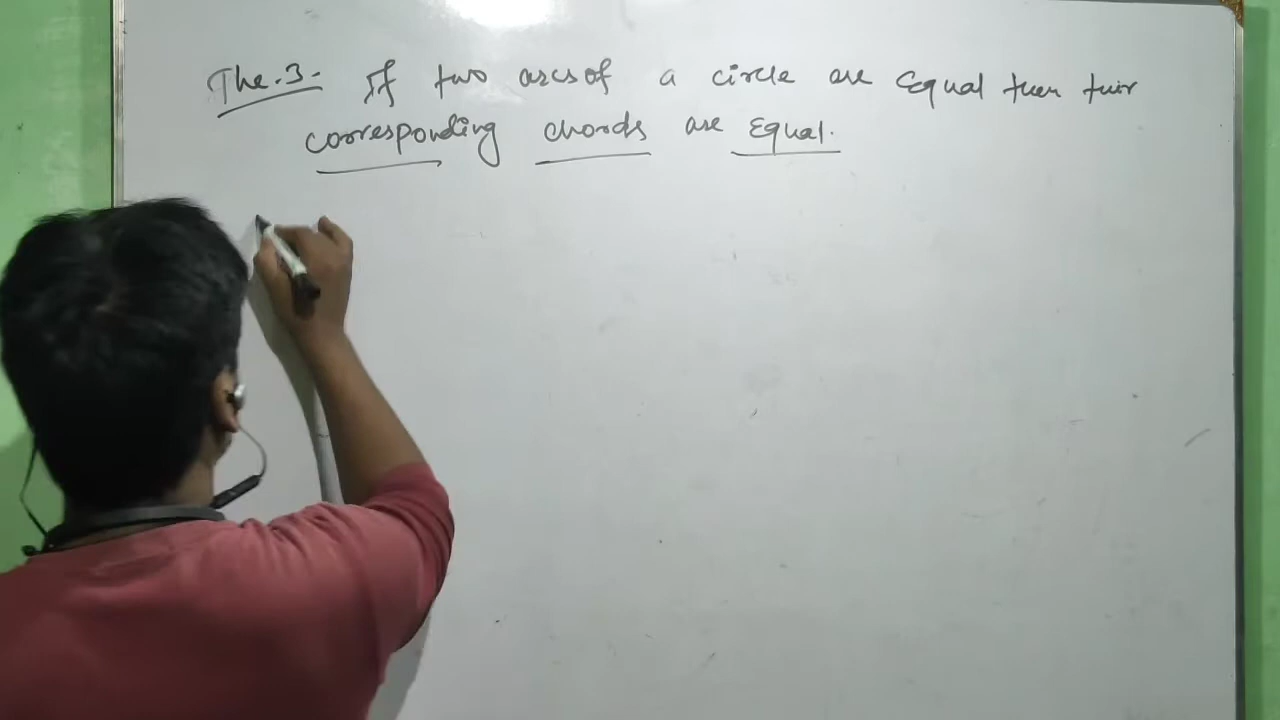 The.3. If two arcs of a circle are Equal then their
corresponding chords are Equal.